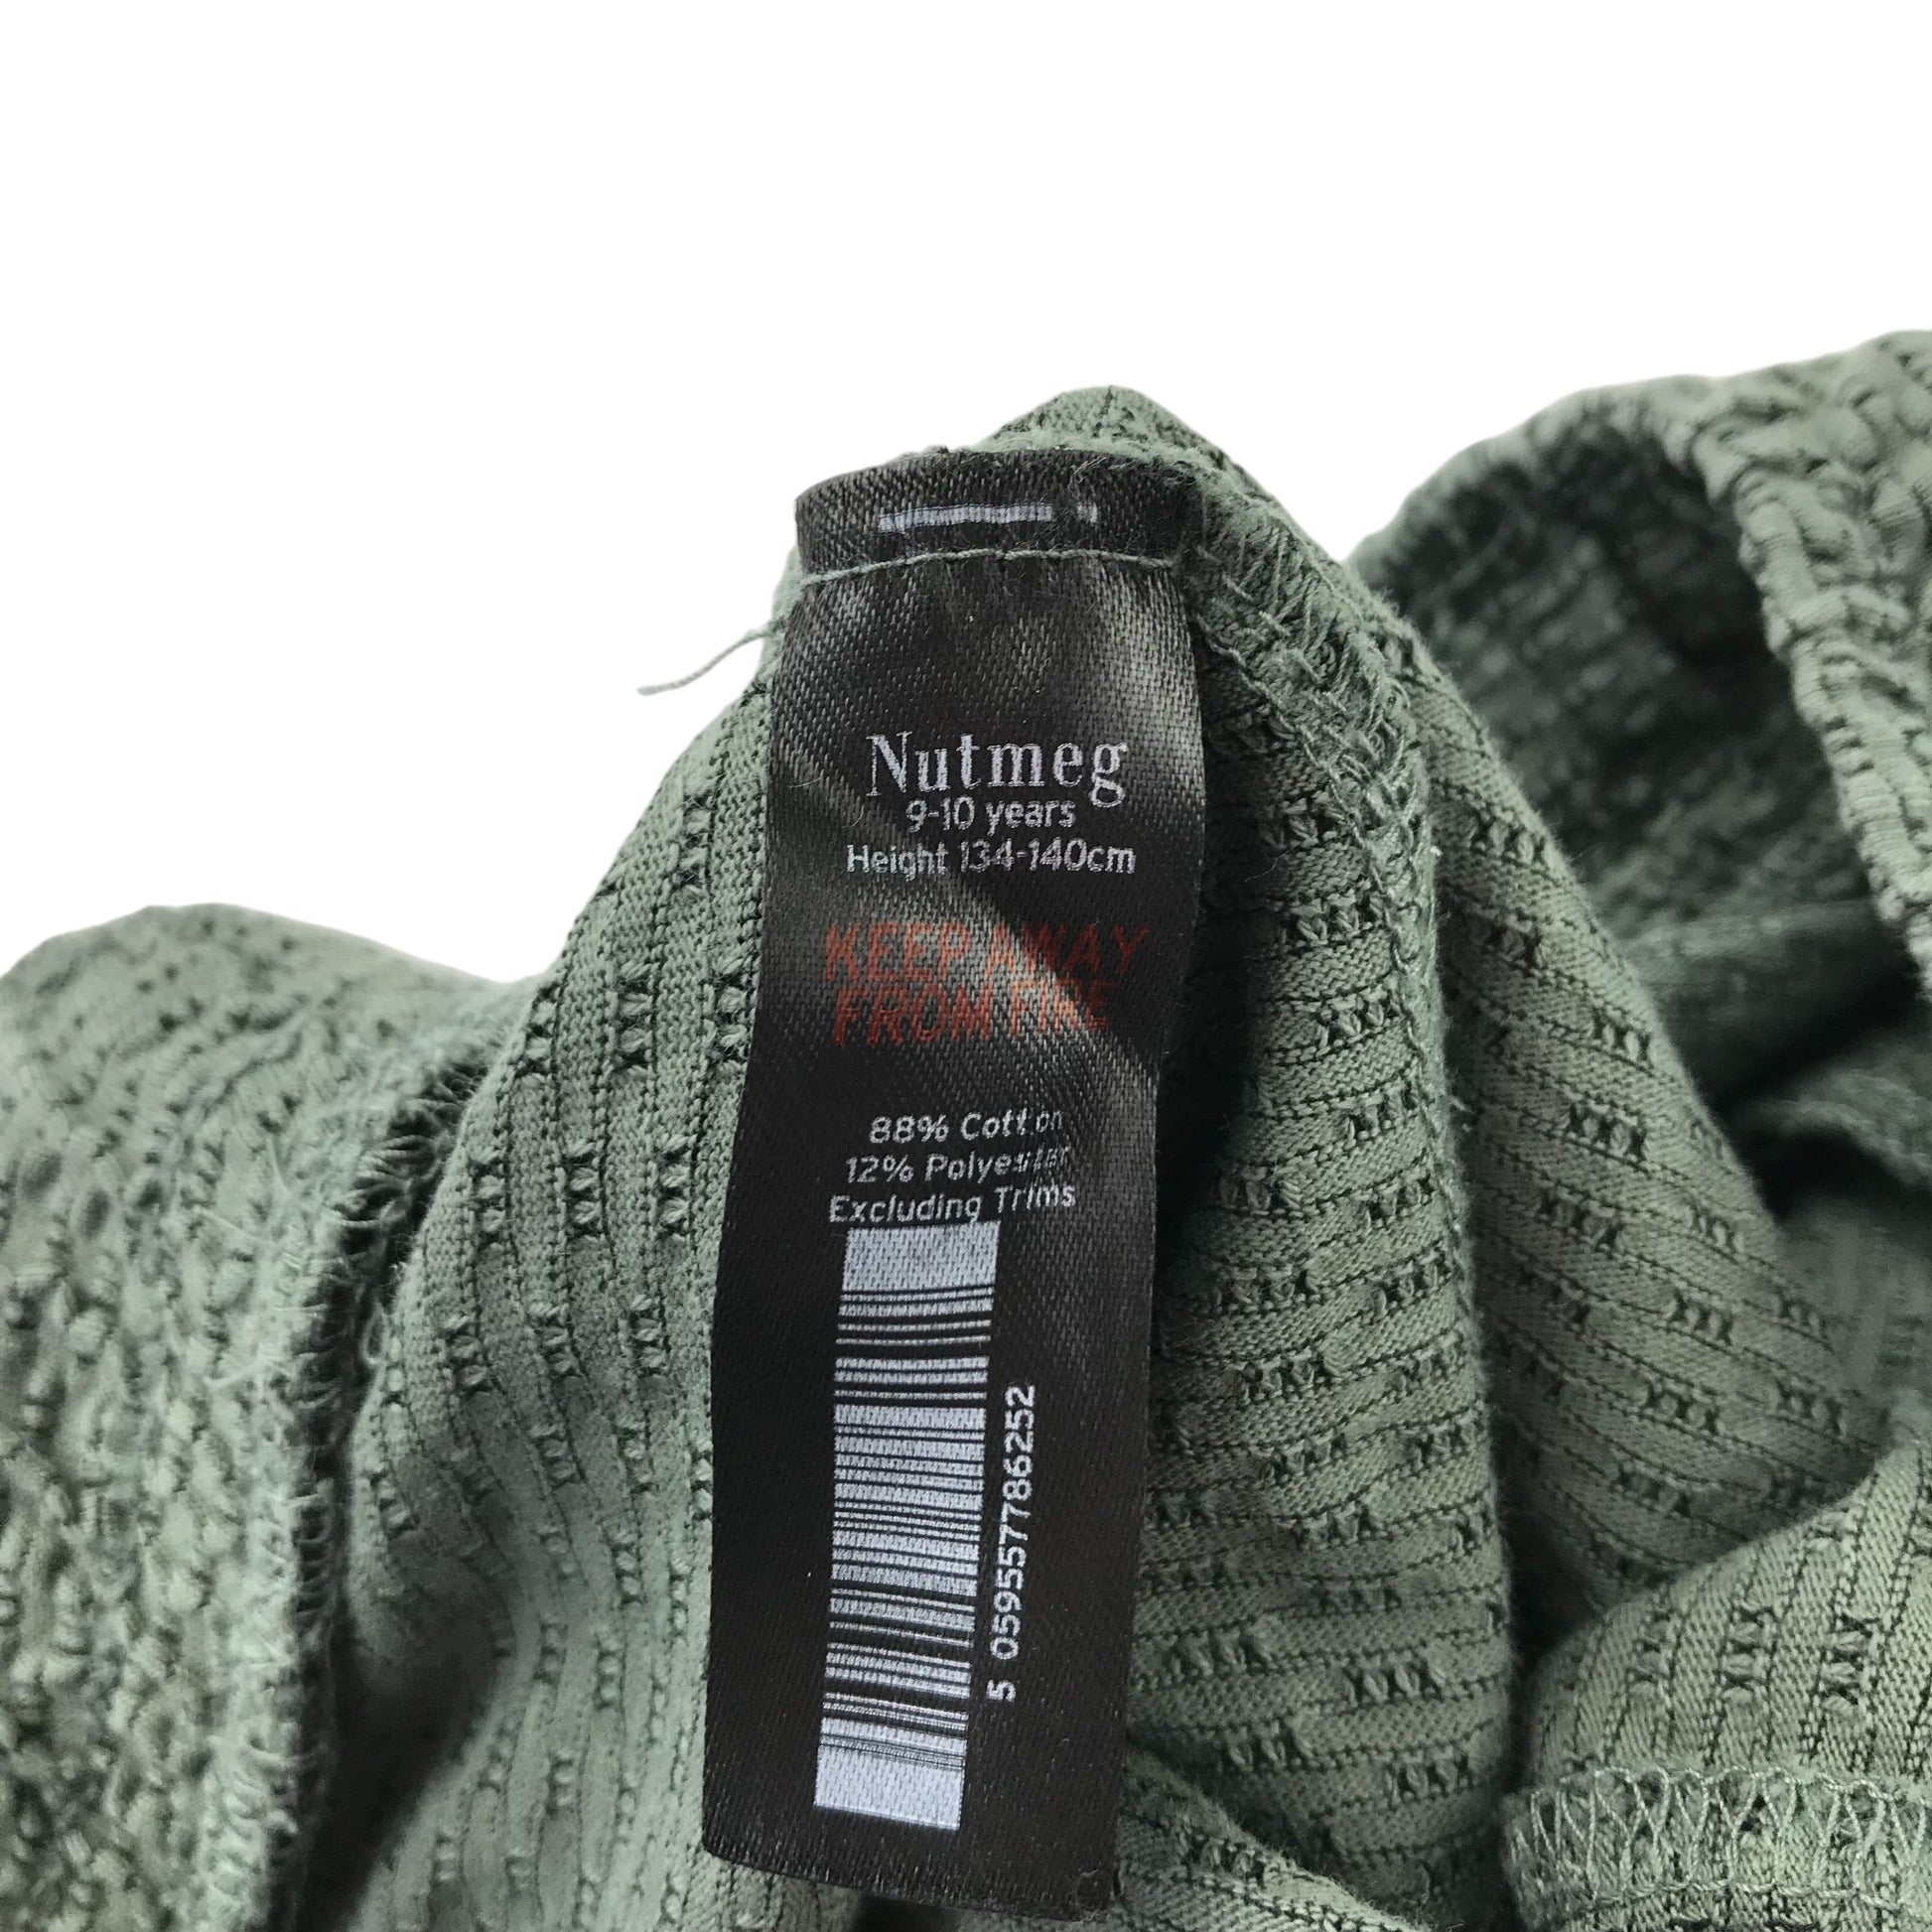 Nutmeg
9-10 years
Height 134-140cm
KEEP AWAY
FROM FIRE
88% Cotton
12% Polyester
Excluding Trims
5 059557786252